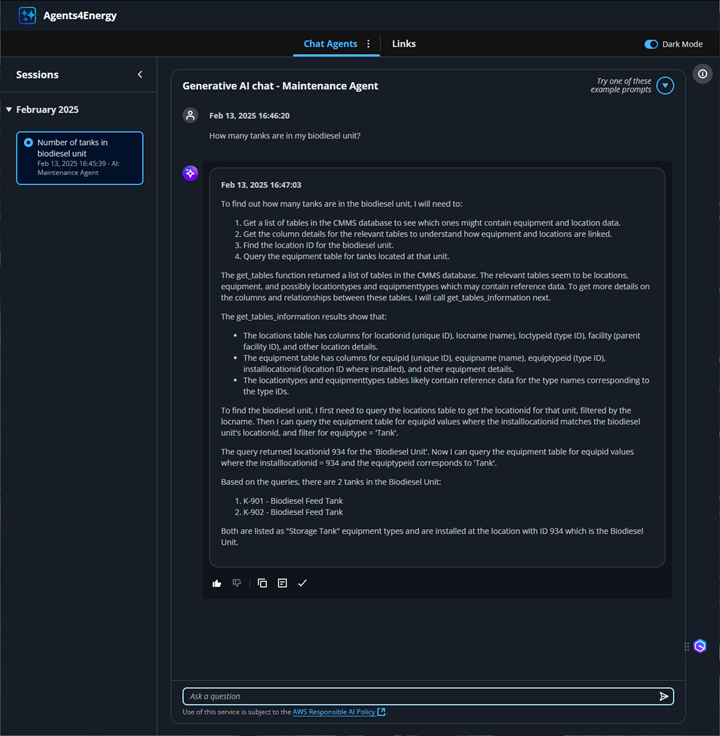 Agents4Energy
Chat Agents
Links
Dark Mode
Sessions
February 2025
Number of tanks in
biodiesel unit
Feb 13, 2025 16:45:39 - AI:
Maintenance Agent
Generative AI chat - Maintenance Agent
Try one of these
example prompts
Feb 13, 2025 16:46:20
How many tanks are in my biodiesel unit?
Feb 13, 2025 16:47:03
To find out how many tanks are in the biodiesel unit, I will need to:
1. Get a list of tables in the CMMS database to see which ones might contain equipment and location data.
2. Get the column details for the relevant tables to understand how equipment and locations are linked.
3. Find the location ID for the biodiesel unit.
4. Query the equipment table for tanks located at that unit.
The get_tables function returned a list of tables in the CMMS database. The relevant tables seem to be locations,
equipment, and possibly locationtypes and equipmenttypes which may contain reference data. To get more details on
the columns and relationships between these tables, I will call get_tables_information next.
The get_tables_information results show that:
• The locations table has columns for locationid (unique ID), locname (name), loctypeid (type ID), facility (parent
facility ID), and other location details.
• The equipment table has columns for equipid (unique ID), equipname (name), equiptypeid (type ID),
installlocationid (location ID where installed), and other equipment details.
• The locationtypes and equipmenttypes tables likely contain reference data for the type names corresponding to
the type IDs.
To find the biodiesel unit, I first need to query the locations table to get the locationid for that unit, filtered by the
locname. Then I can query the equipment table for equipid values where the installlocationid matches the biodiesel
unit's locationid, and filter for equiptype = 'Tank'.
The query returned locationid 934 for the 'Biodiesel Unit'. Now I can query the equipment table for equipid values
where the installocationid = 934 and the equiptypeid corresponds to 'Tank'.
Based on the queries, there are 2 tanks in the Biodiesel Unit:
1. K-901 - Biodiesel Feed Tank
2. K-902 - Biodiesel Feed Tank
Both are listed as "Storage Tank" equipment types and are installed at the location with ID 934 which is the Biodiesel
Unit.
Ask a question
Use of this service is subject to the AWS Responsible AI Policy.